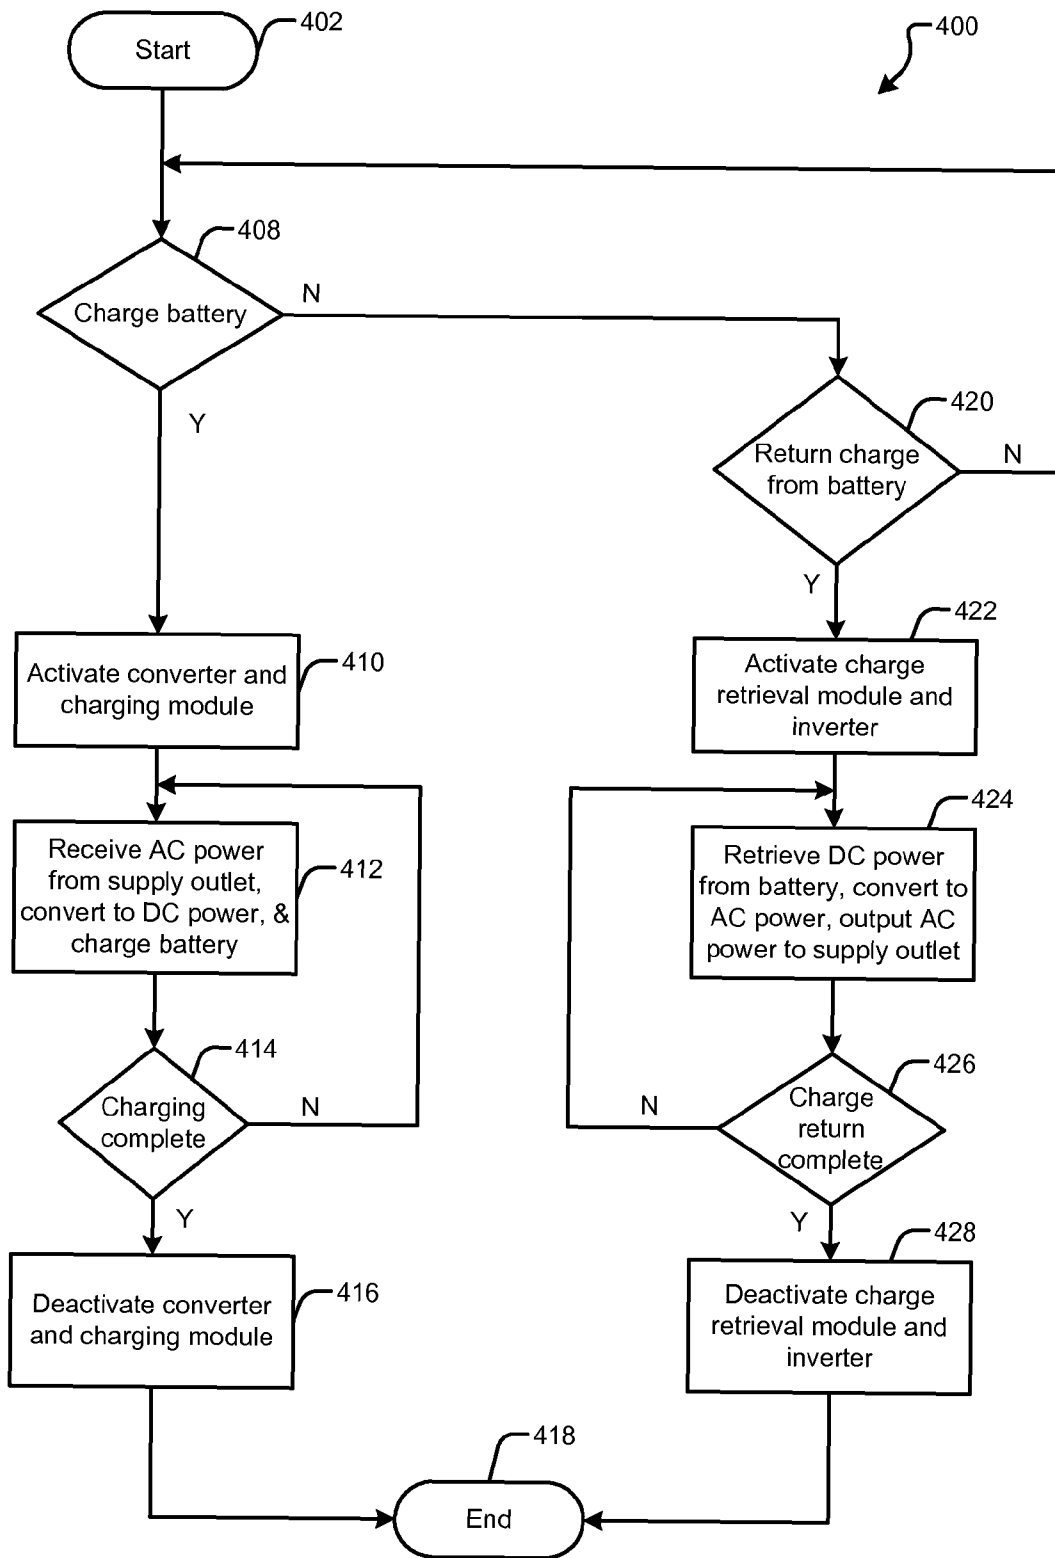 Start
402
400
408
Charge battery
N
Y
420
Return charge
from battery
N
Y
Activate converter and
charging module
410
422
Activate charge
retrieval module and
inverter
Receive AC power
from supply outlet,
convert to DC power, &
charge battery
412
424
Retrieve DC power
from battery, convert to
AC power, output AC
power to supply outlet
414
Charging
complete
N
Y
426
Charge
return
complete
N
Y
Deactivate converter
and charging module
416
428
Deactivate charge
retrieval module and
inverter
418
End